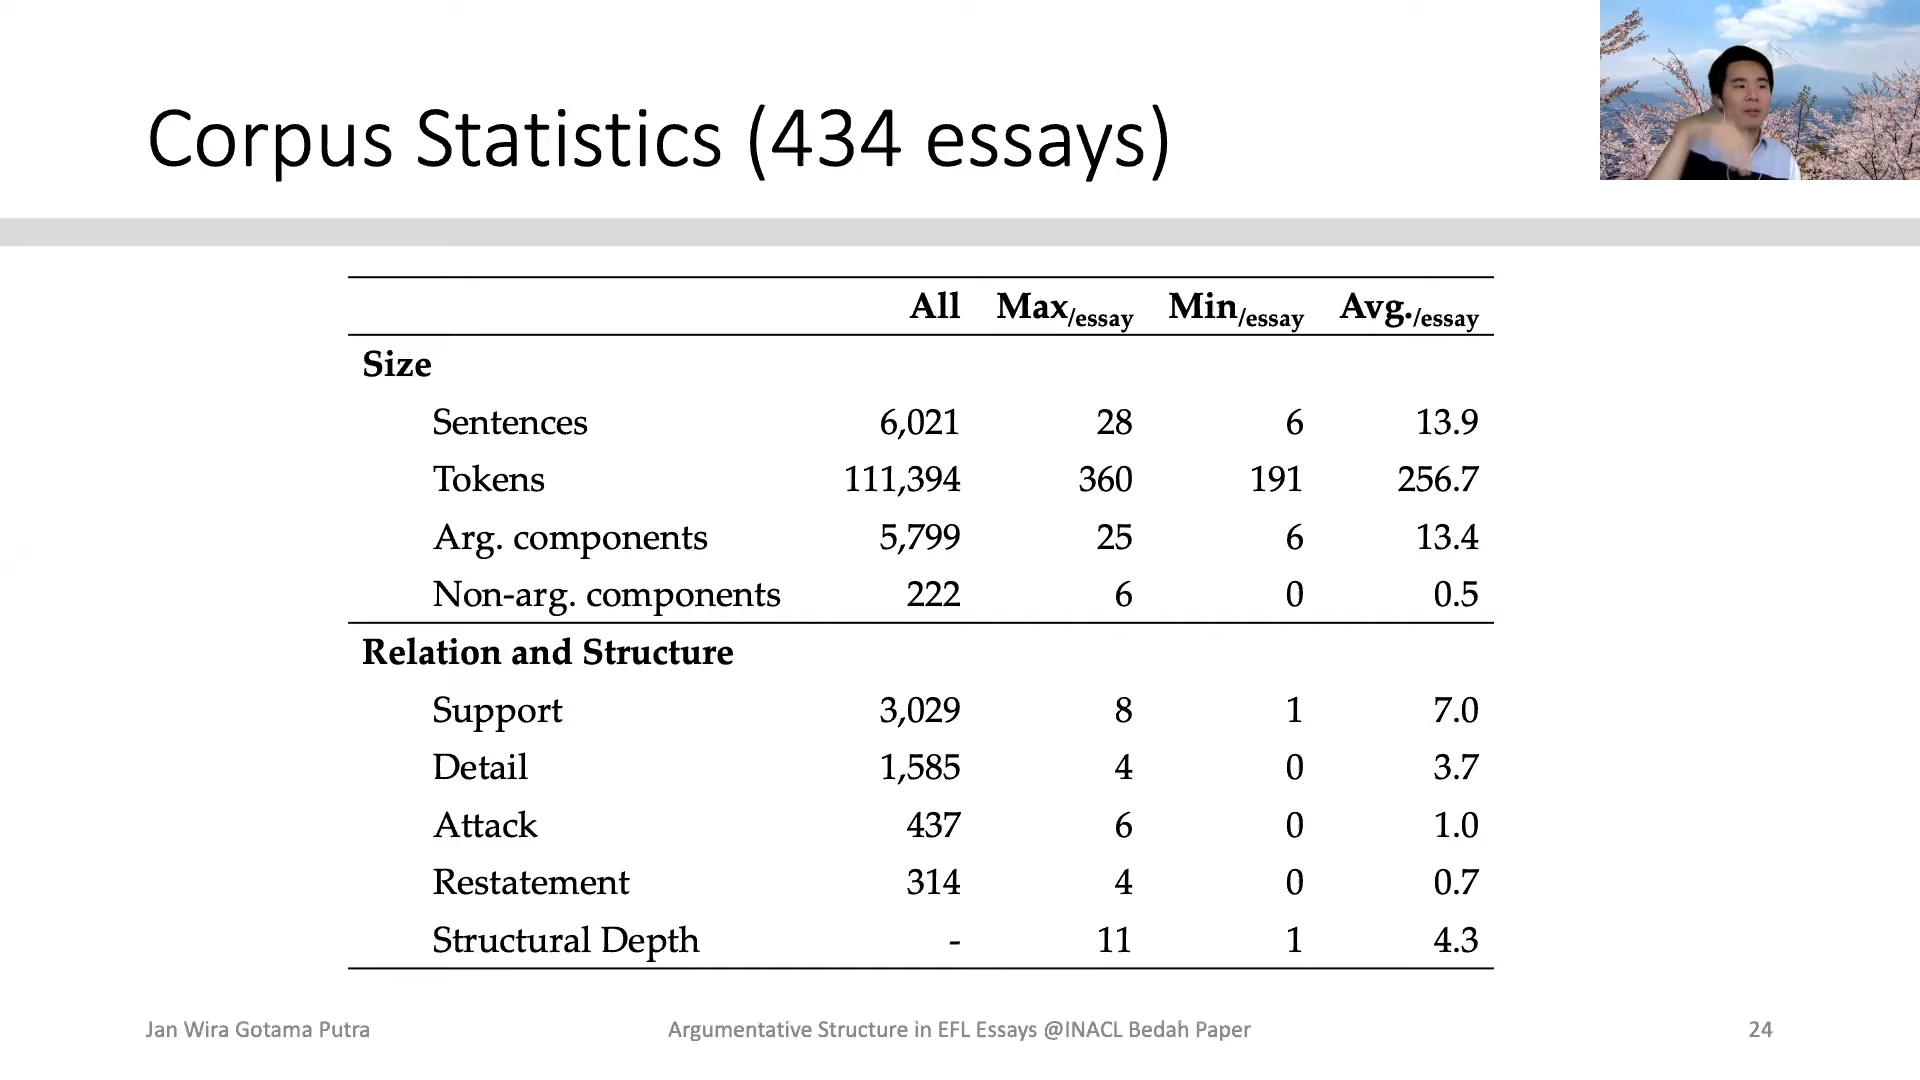 Corpus Statistics (434 essays)
All Max/essay Min/essay Avg./essay
Size
Sentences 6,021 28 6 13.9
Tokens 111,394 360 191 256.7
Arg. components 5,799 25 6 13.4
Non-arg. components 222 6 0 0.5
Relation and Structure
Support 3,029 8 1 7.0
Detail 1,585 4 0 3.7
Attack 437 6 0 1.0
Restatement 314 4 0 0.7
Structural Depth - 11 1 4.3
Jan Wira Gotama Putra Argumentative Structure in EFL Essays @INACL Bedah Paper 24